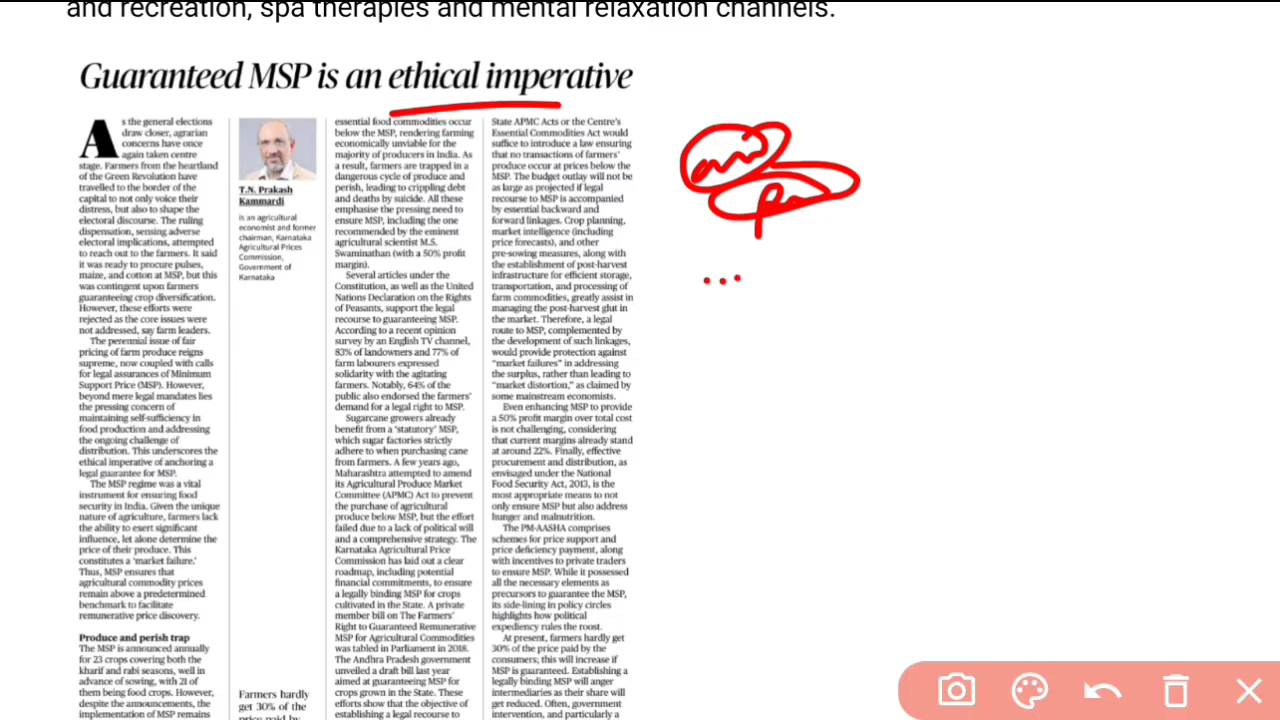 and recreation, spa therapies and mental relaxation channels.
Guaranteed MSP is an ethical imperative
As the general elections
draw closer, agrarian
concerns have once
again taken centre
stage. Farmers from the heartland
of the Green Revolution have
travelled to the border of the
capital to not only voice their
distress, but also to shape the
electoral discourse. The ruling
dispensation, sensing adverse
electoral implications, attempted
to reach out to the farmers. It said
it was ready to procure pulses,
maize, and cotton at MSP, but this
was contingent upon farmers
guaranteeing crop diversification.
However, these efforts were
rejected as the core issues were
not addressed, say farm leaders.
The perennial issue of fair
pricing of farm produce reigns
supreme, now coupled with calls
for legal assurances of Minimum
Support Price (MSP). However,
beyond mere legal mandates lies
the pressing concern of
maintaining self-sufficiency in
food production and addressing
the ongoing challenge of
distribution. This underscores the
ethical imperative of anchoring a
legal guarantee for MSP.
The MSP regime was a vital
instrument for ensuring food
security in India. Given the unique
nature of agriculture, farmers lack
the ability to exert significant
influence, let alone determine the
price of their produce. This
constitutes a 'market failure.'
Thus, MSP ensures that
agricultural commodity prices
remain above a predetermined
benchmark to facilitate
remunerative price discovery.
Produce and perish trap
The MSP is announced annually
for 23 crops covering both the
kharif and rabi seasons, well in
advance of sowing, with 21 of
them being food crops. However,
despite the announcements, the
implementation of MSP remains
T.N. Prakash
Kammardi
is an agricultural
economist and former
chairman, Karnataka
Agricultural Prices
Commission,
Government of
Karnataka
Farmers hardly
get 30% of the
price paid by
essential food commodities occur
below the MSP, rendering farming
economically unviable for the
majority of producers in India. As
a result, farmers are trapped in a
dangerous cycle of produce and
perish, leading to crippling debt
and deaths by suicide. All these
emphasise the pressing need to
ensure MSP, including the one
recommended by the eminent
agricultural scientist M.S.
Swaminathan (with a 50% profit
margin).
Several articles under the
Constitution, as well as the United
Nations Declaration on the Rights
of Peasants, support the legal
recourse to guaranteeing MSP.
According to a recent opinion
survey by an English TV channel,
83% of landowners and 77% of
farm labourers expressed
solidarity with the agitating
farmers. Notably, 64% of the
public also endorsed the farmers'
demand for a legal right to MSP.
Sugarcane growers already
benefit from a 'statutory' MSP,
which sugar factories strictly
adhere to when purchasing cane
from farmers. A few years ago,
Maharashtra attempted to amend
its Agricultural Produce Market
Committee (APMC) Act to prevent
the purchase of agricultural
produce below MSP, but the effort
failed due to a lack of political will
and a comprehensive strategy. The
Karnataka Agricultural Price
Commission has laid out a clear
roadmap, including potential
financial commitments, to ensure
a legally binding MSP for crops
cultivated in the State. A private
member bill on The Farmers'
Right to Guaranteed Remunerative
MSP for Agricultural Commodities
was tabled in Parliament in 2018.
The Andhra Pradesh government
unveiled a draft bill last year
aimed at guaranteeing MSP for
crops grown in the State. These
efforts show that the objective of
establishing a legal recourse to
State APMC Acts or the Centre's
Essential Commodities Act would
suffice to introduce a law ensuring
that no transactions of farmers'
produce occur at prices below the
MSP. The budget outlay will not be
as large as projected if legal
recourse to MSP is accompanied
by essential backward and
forward linkages. Crop planning,
market intelligence (including
price forecasts), and other
pre-sowing measures, along with
the establishment of post-harvest
infrastructure for efficient storage,
transportation, and processing of
farm commodities, greatly assist in
managing the post-harvest glut in
the market. Therefore, a legal
route to MSP, complemented by
the development of such linkages,
would provide protection against
"market failures" in addressing
the surplus, rather than leading to
"market distortion," as claimed by
some mainstream economists.
Even enhancing MSP to provide
a 50% profit margin over total cost
is not challenging, considering
that current margins already stand
at around 22%. Finally, effective
procurement and distribution, as
envisaged under the National
Food Security Act, 2013, is the
most appropriate means to not
only ensure MSP but also address
hunger and malnutrition.
The PM-AASHA comprises
schemes for price support and
price deficiency payment, along
with incentives to private traders
to ensure MSP. While it possessed
all the necessary elements as
precursors to guarantee the MSP,
its side-lining in policy circles
highlights how political
expediency rules the roost.
At present, farmers hardly get
30% of the price paid by the
consumers; this will increase if
MSP is guaranteed. Establishing a
legally binding MSP will anger
intermediaries as their share will
get reduced. Often, government
intervention, and particularly a